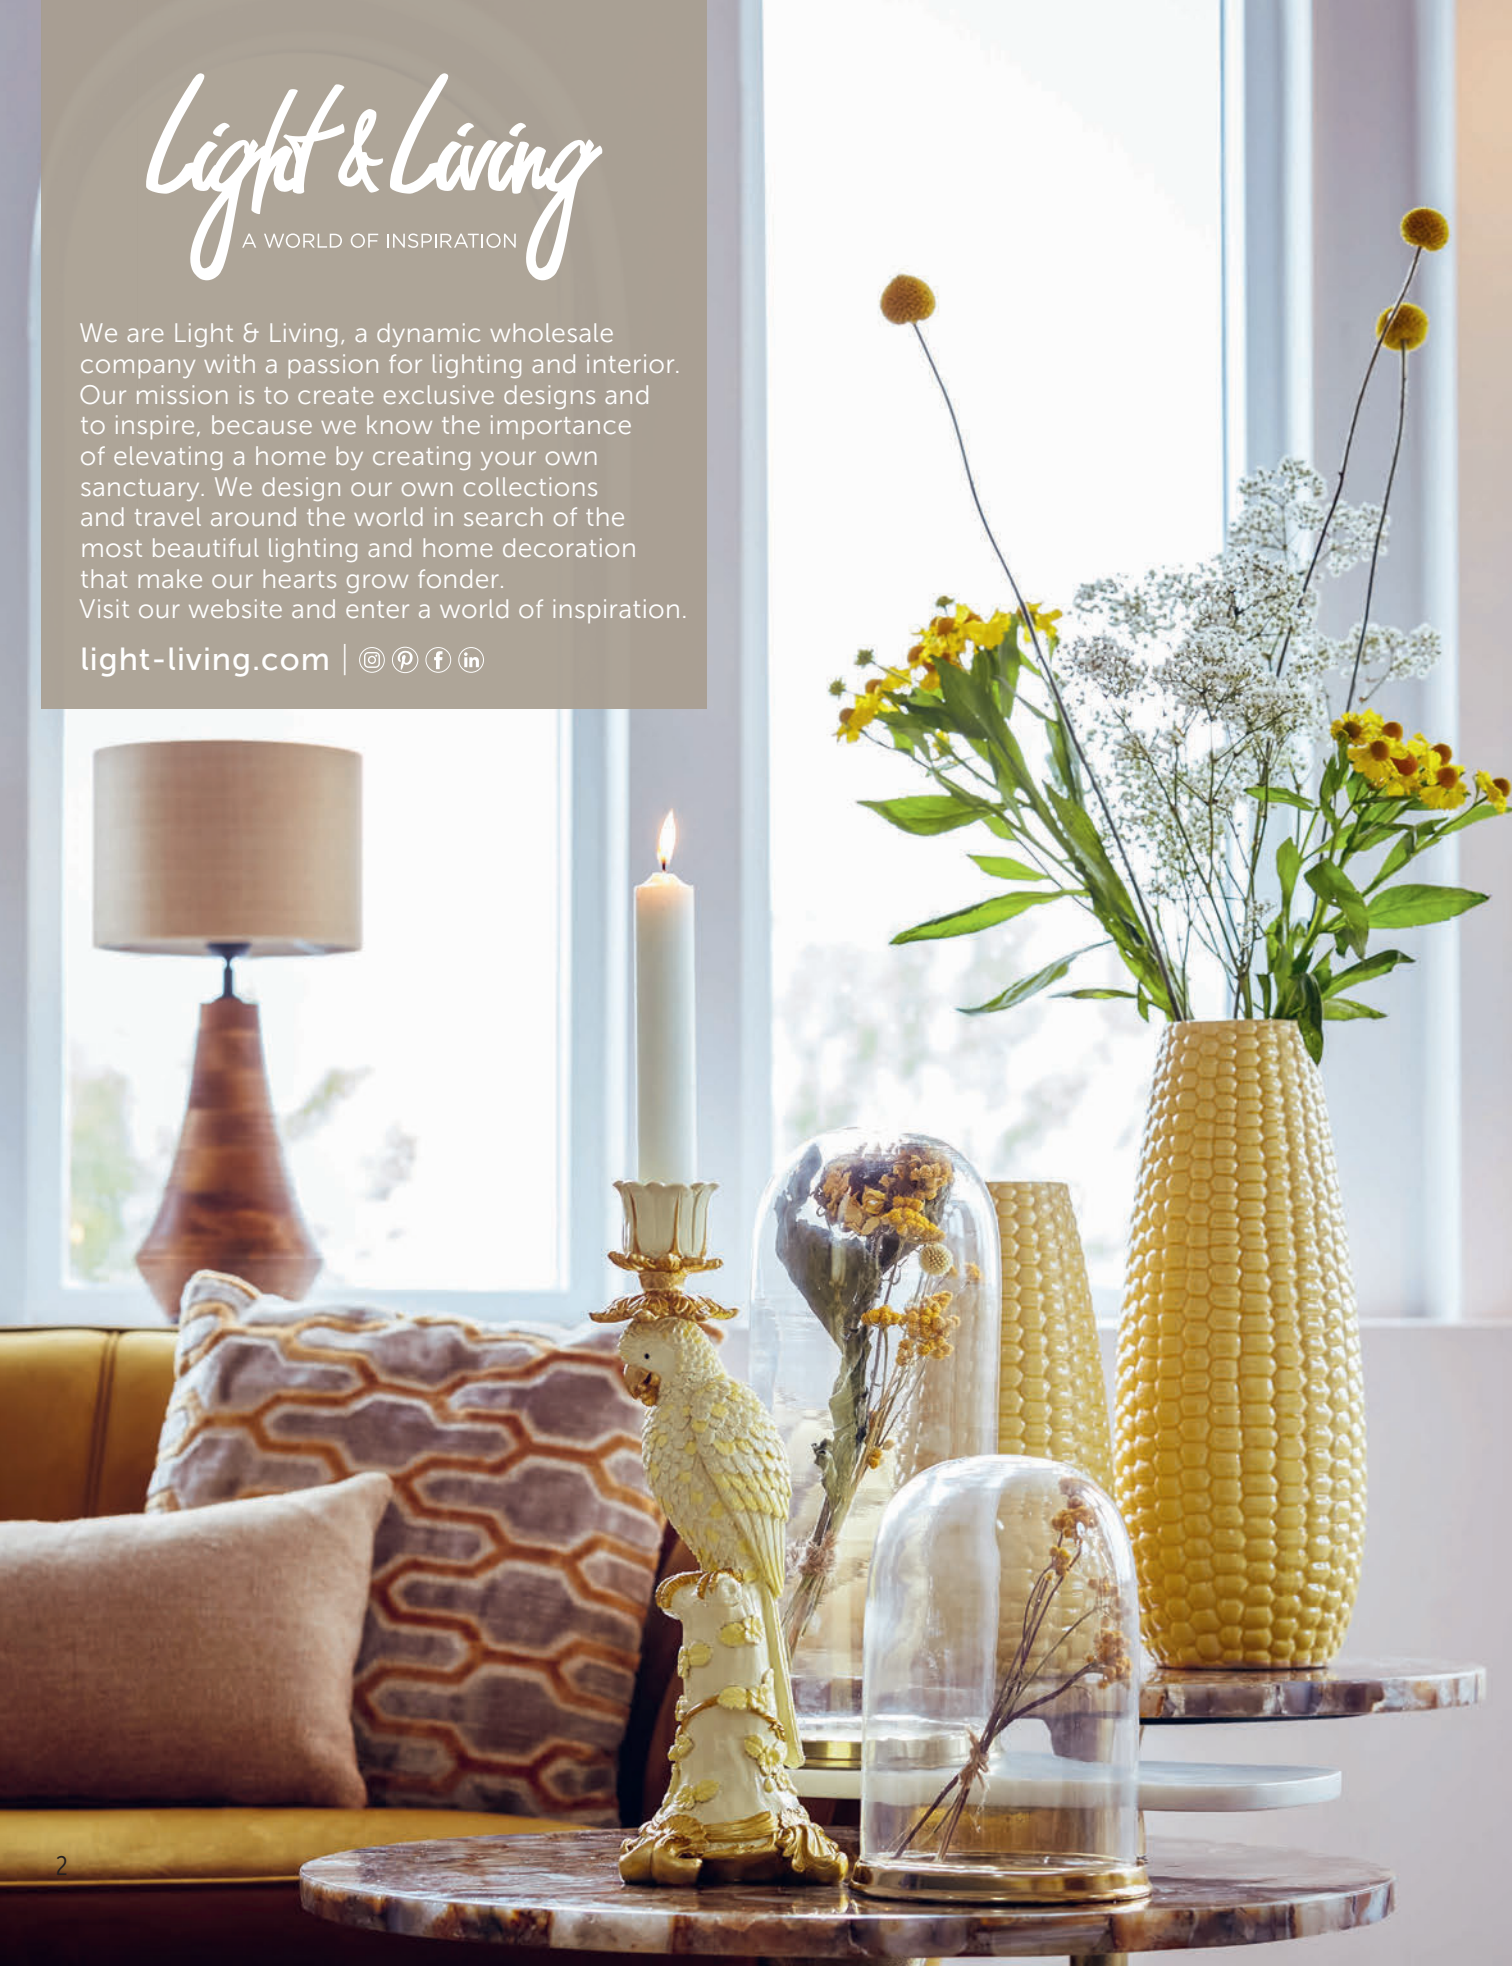 Light & Living
A WORLD OF INSPIRATION
We are Light & Living, a dynamic wholesale
company with a passion for lighting and interior.
Our mission is to create exclusive designs and
to inspire, because we know the importance
of elevating a home by creating your own
sanctuary. We design our own collections
and travel around the world in search of the
most beautiful lighting and home decoration
that make our hearts grow fonder.
Visit our website and enter a world of inspiration.
light-living.com |
2